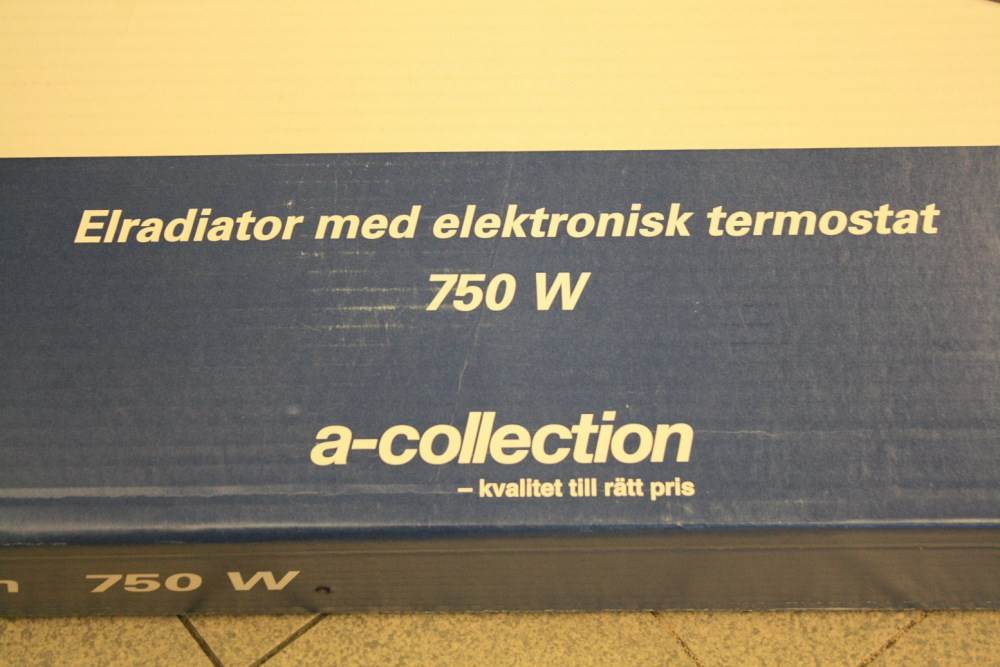 Elradiator med elektronisk termostat
750 W
a-collection
– kvalitet till rätt pris
750 W